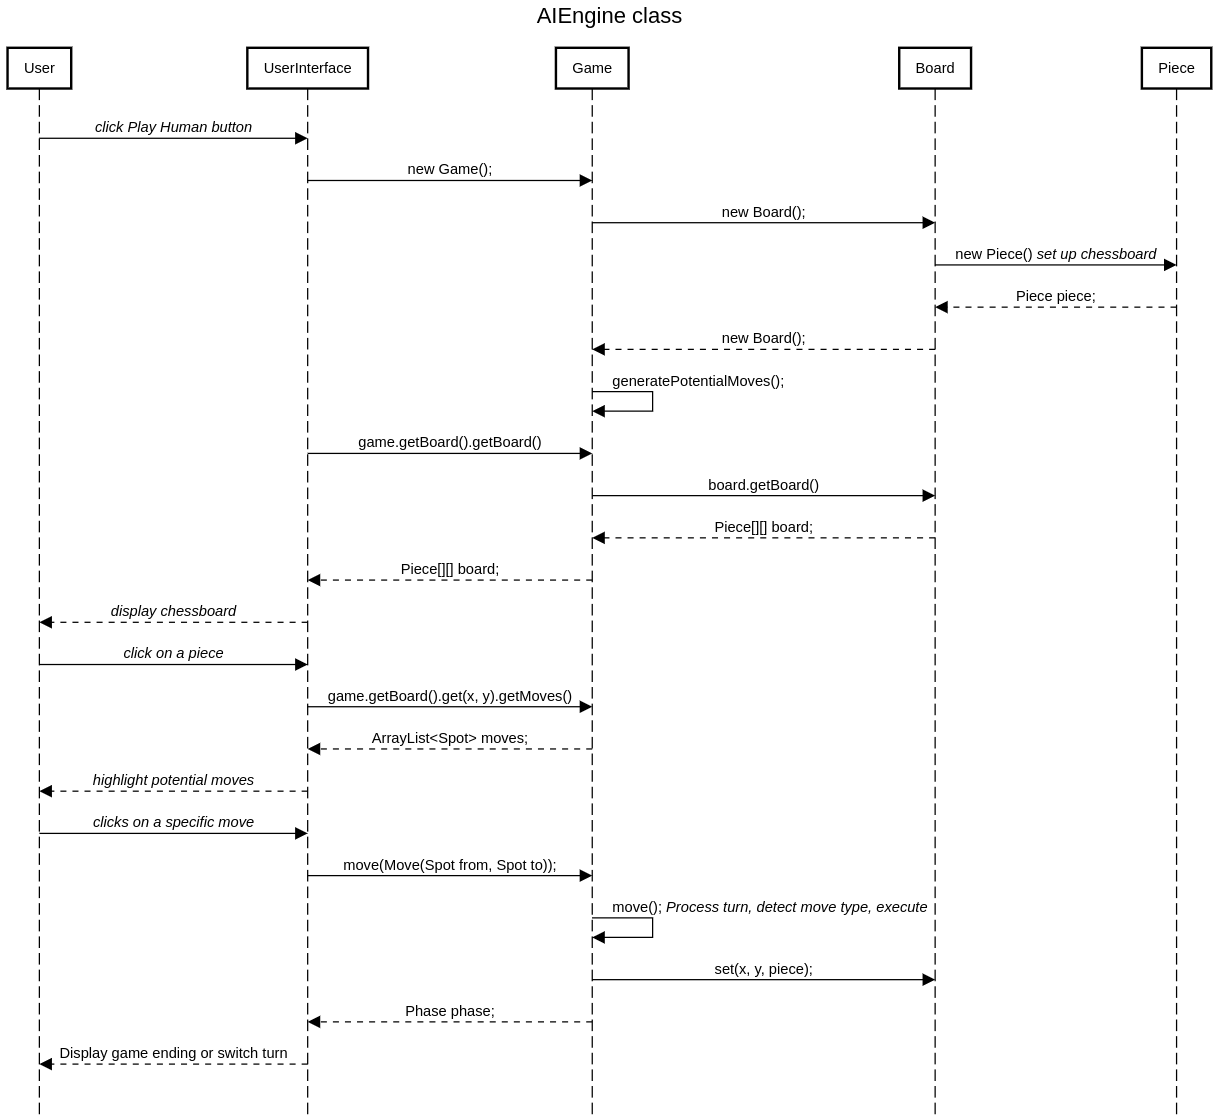 AIEngine class
User
UserInterface
Game
Board
Piece
click Play Human button
new Game();
new Board();
new Piece() set up chessboard
Piece piece;
new Board();
generatePotentialMoves();
game.getBoard().getBoard()
board.getBoard()
Piece[][] board;
Piece[][] board;
display chessboard
click on a piece
game.getBoard().get(x, y).getMoves()
ArrayList<Spot> moves;
highlight potential moves
clicks on a specific move
move(Move(Spot from, Spot to));
move(); Process turn, detect move type, execute
set(x, y, piece);
Phase phase;
Display game ending or switch turn